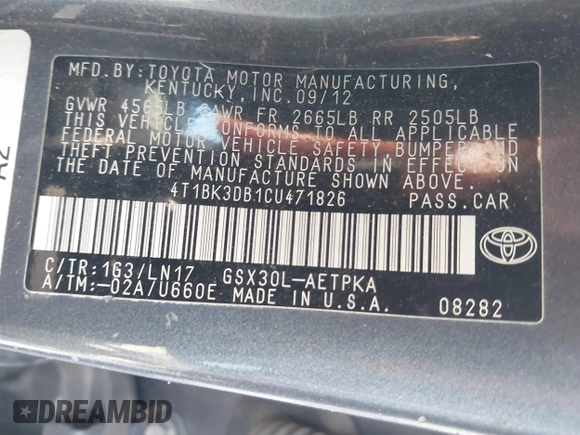 MFD.BY:TOYOTA MOTOR MANUFACTURING,
KENTUCKY, INC.09/12
GVWR 4565LB GAWR FR 2665LB RR 2505LB
THIS VEHICLE CONFORMS TO ALL APPLICABLE
FEDERAL MOTOR VEHICLE SAFETY BUMPER, AND
THEFT PREVENTION STANDARDS IN EFFECT ON
THE DATE OF MANUFACTURE SHOWN ABOVE.
4T1BK3DB1CU471826 PASS.CAR
C/TR:1G3/LN17 GSX30L-AETPKA
A/TM:-02A/U660E MADE IN U.S.A.
08282
TOYOTA
A2
DREAMBID